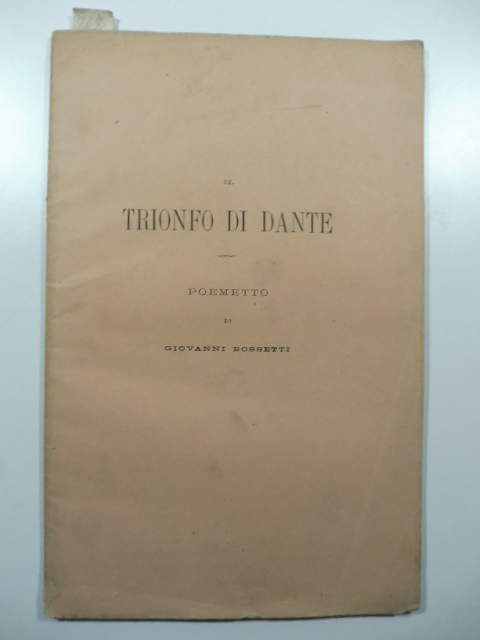 IL
TRIONFO DI DANTE
POEMETTO
DI
GIOVANNI BOSSETTI